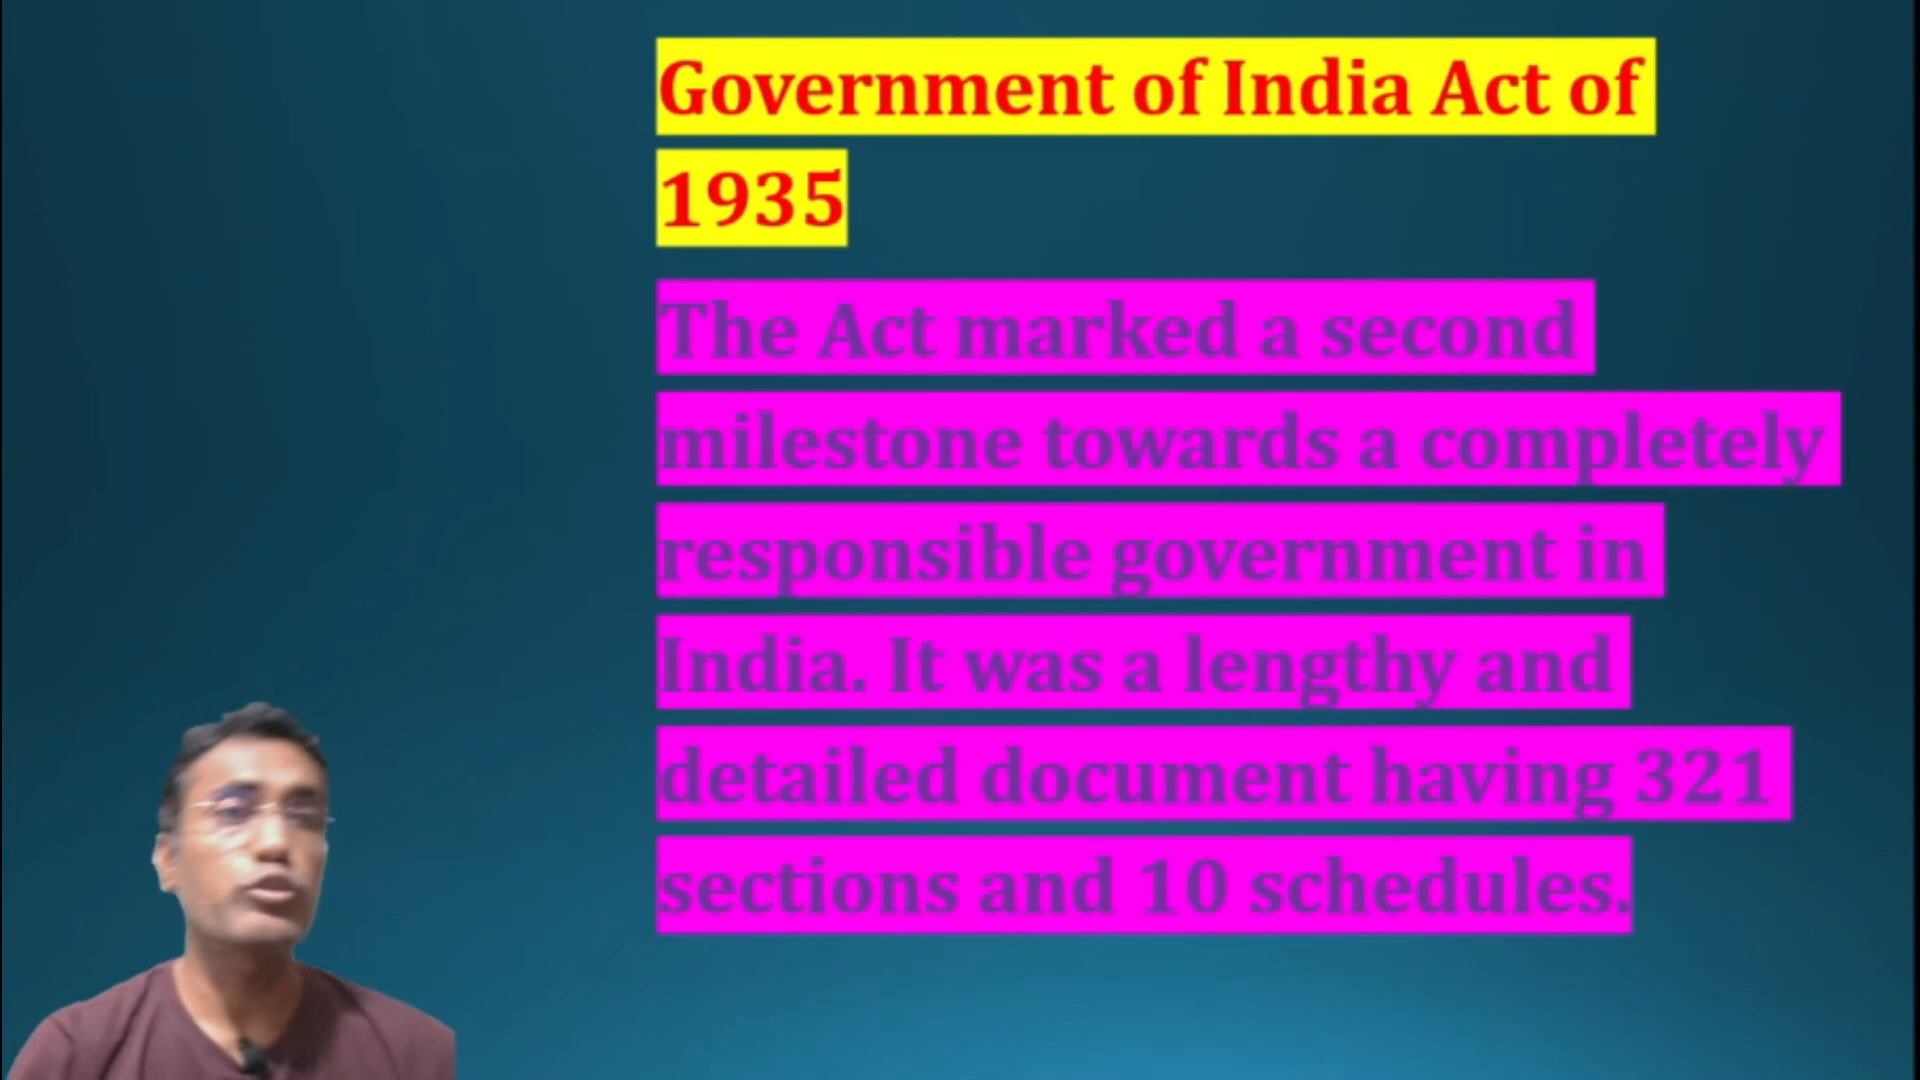 Government of India Act of
1935
The Act marked a second
milestone towards a completely
responsible government in
India. It was a lengthy and
detailed document having 321
sections and 10 schedules.